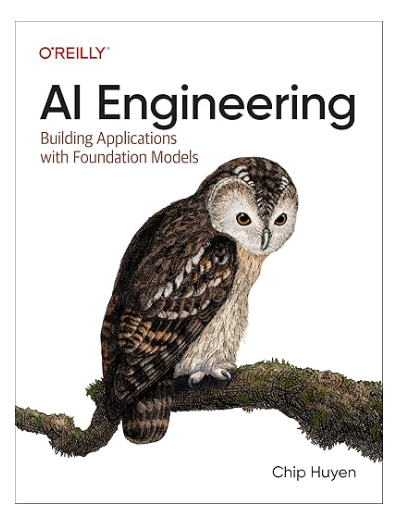 O'REILLY®
AI Engineering
Building Applications
with Foundation Models
Chip Huyen